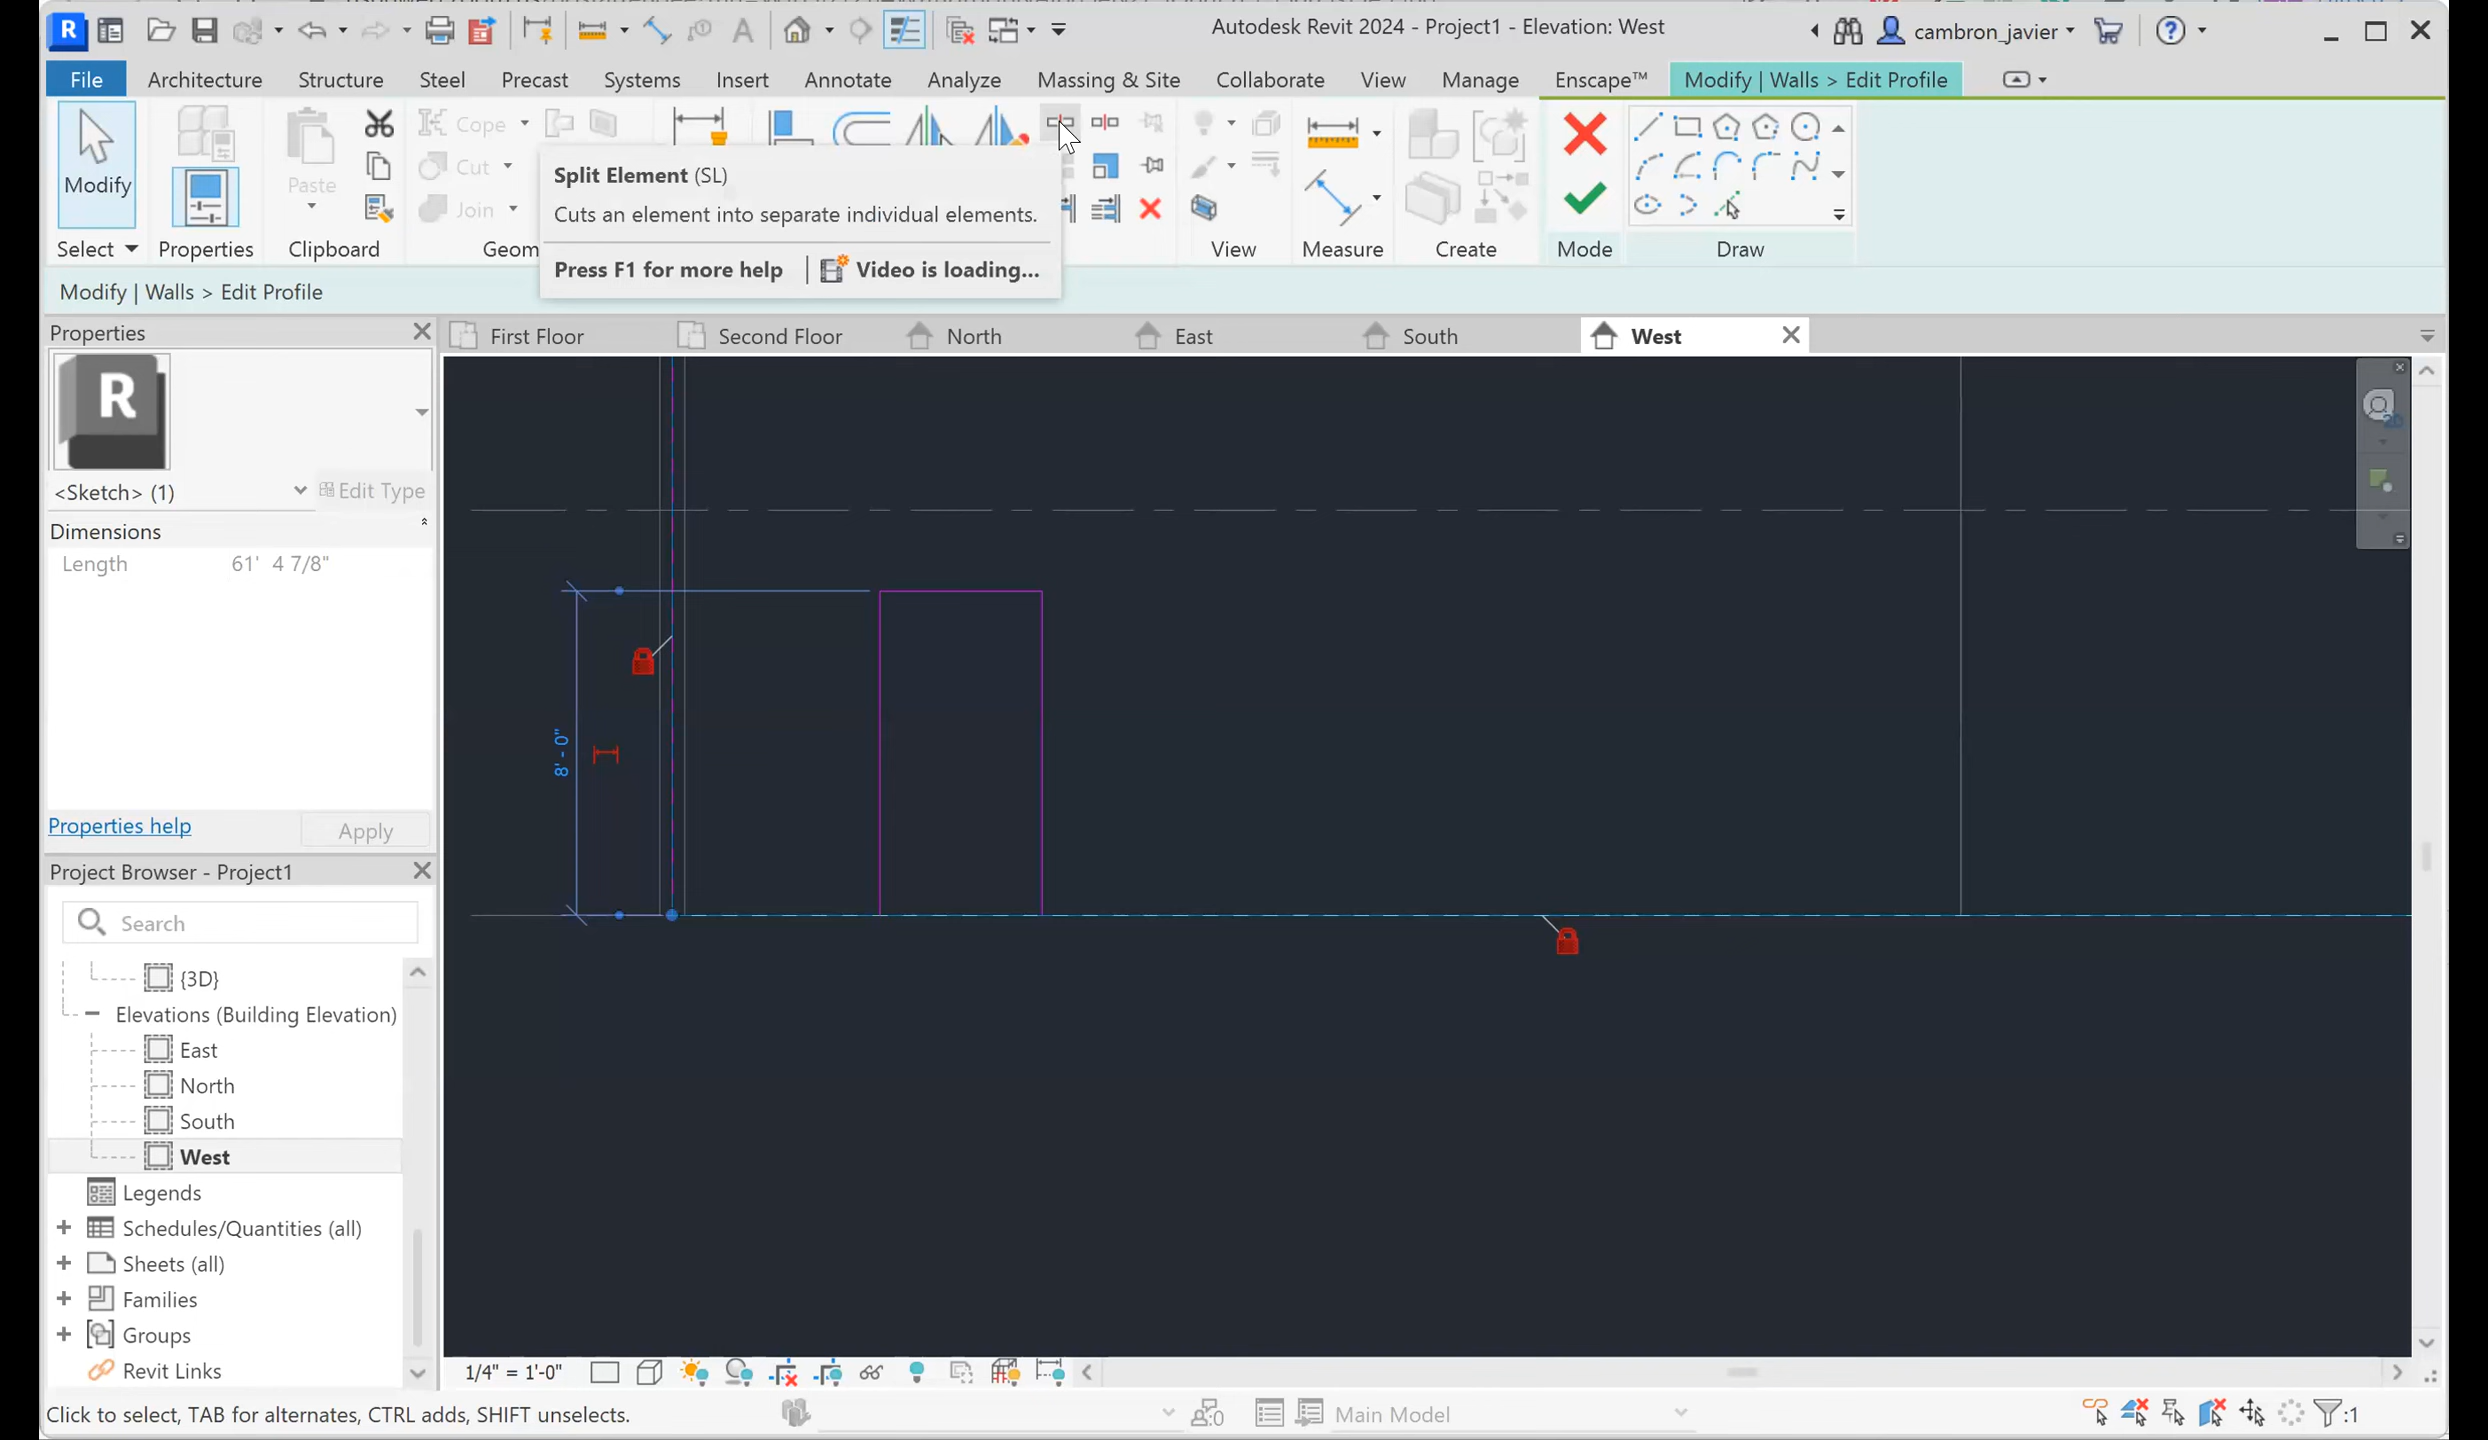 R
Autodesk Revit 2024 - Project1 - Elevation: West
cambron_javier
File
Architecture
Structure
Steel
Precast
Systems
Insert
Annotate
Analyze
Massing & Site
Collaborate
View
Manage
Enscape™
Modify | Walls > Edit Profile
Modify
Paste
Cope
Cut
Join
Select
Properties
Clipboard
Geom
View
Measure
Create
Mode
Draw
Split Element (SL)
Cuts an element into separate individual elements.
Press F1 for more help
Video is loading...
Modify | Walls > Edit Profile
Properties
First Floor
Second Floor
North
East
South
West
R
<Sketch> (1)
Edit Type
Dimensions
Length 61' 4 7/8"
Properties help
Apply
8' - 0"
Project Browser - Project1
Search
{3D}
Elevations (Building Elevation)
East
North
South
West
Legends
Schedules/Quantities (all)
Sheets (all)
Families
Groups
Revit Links
1/4" = 1'-0"
Click to select, TAB for alternates, CTRL adds, SHIFT unselects.
:0
Main Model
:1